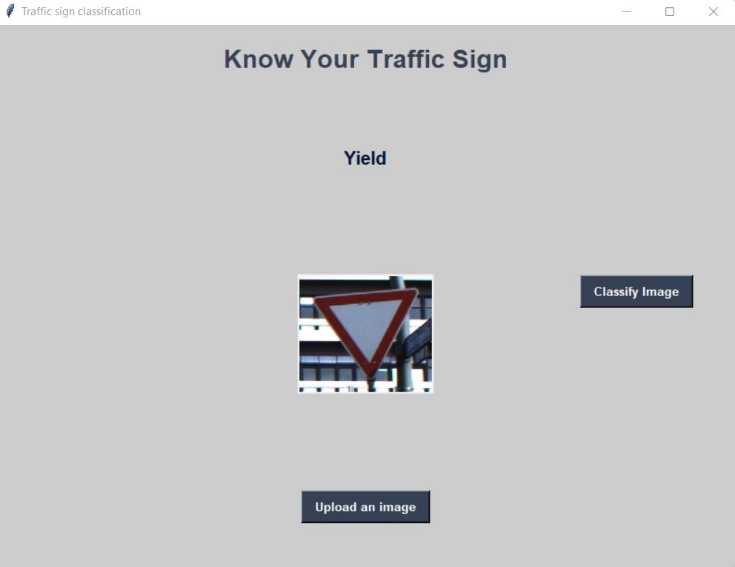 Traffic sign classification
Know Your Traffic Sign
Yield
Classify Image
Upload an image